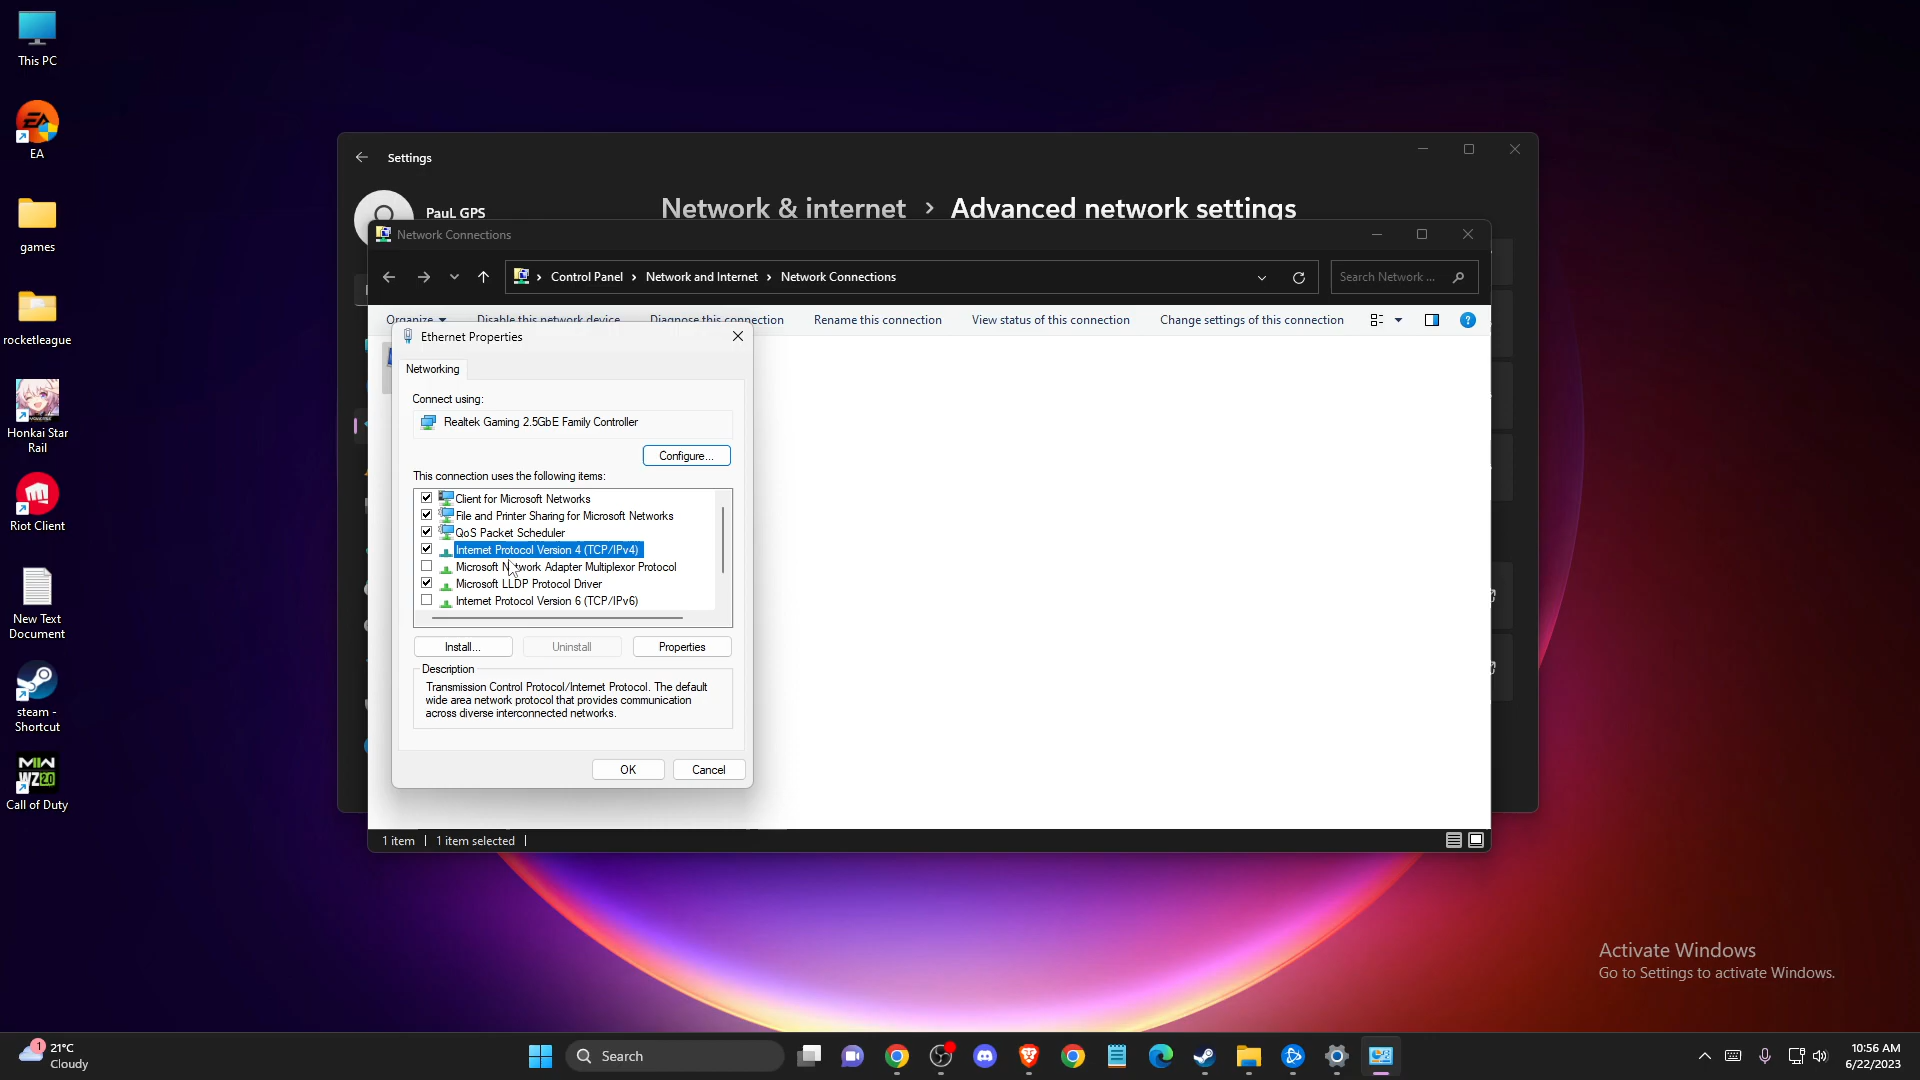 This PC
EA
games
rocketleague
Honkai Star
Rail
Riot Client
New Text
Document
steam -
Shortcut
MW
WZ 2.0
Call of Duty
Settings
PauL GPS
Network & internet › Advanced network settings
Network Connections
Control Panel › Network and Internet › Network Connections
Search Network ...
Organize
Disable this network device
Diagnose this connection
Rename this connection
View status of this connection
Change settings of this connection
Ethernet Properties
Networking
Connect using:
Realtek Gaming 2.5GbE Family Controller
Configure...
This connection uses the following items:
Client for Microsoft Networks
File and Printer Sharing for Microsoft Networks
QoS Packet Scheduler
Internet Protocol Version 4 (TCP/IPv4)
Microsoft Network Adapter Multiplexor Protocol
Microsoft LLDP Protocol Driver
Internet Protocol Version 6 (TCP/IPv6)
Install...
Uninstall
Properties
Description
Transmission Control Protocol/Internet Protocol. The default
wide area network protocol that provides communication
across diverse interconnected networks.
OK
Cancel
1 item
1 item selected
Activate Windows
Go to Settings to activate Windows.
1
21°C
Cloudy
Search
10:56 AM
6/22/2023